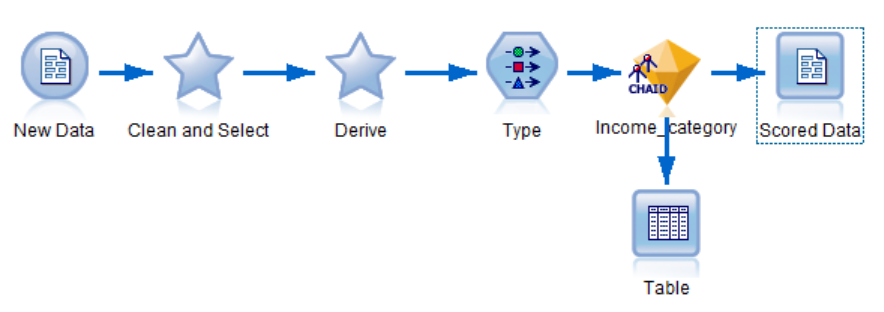 New Data
Clean and Select
Derive
Type
CHAID
Income_category
Scored Data
Table